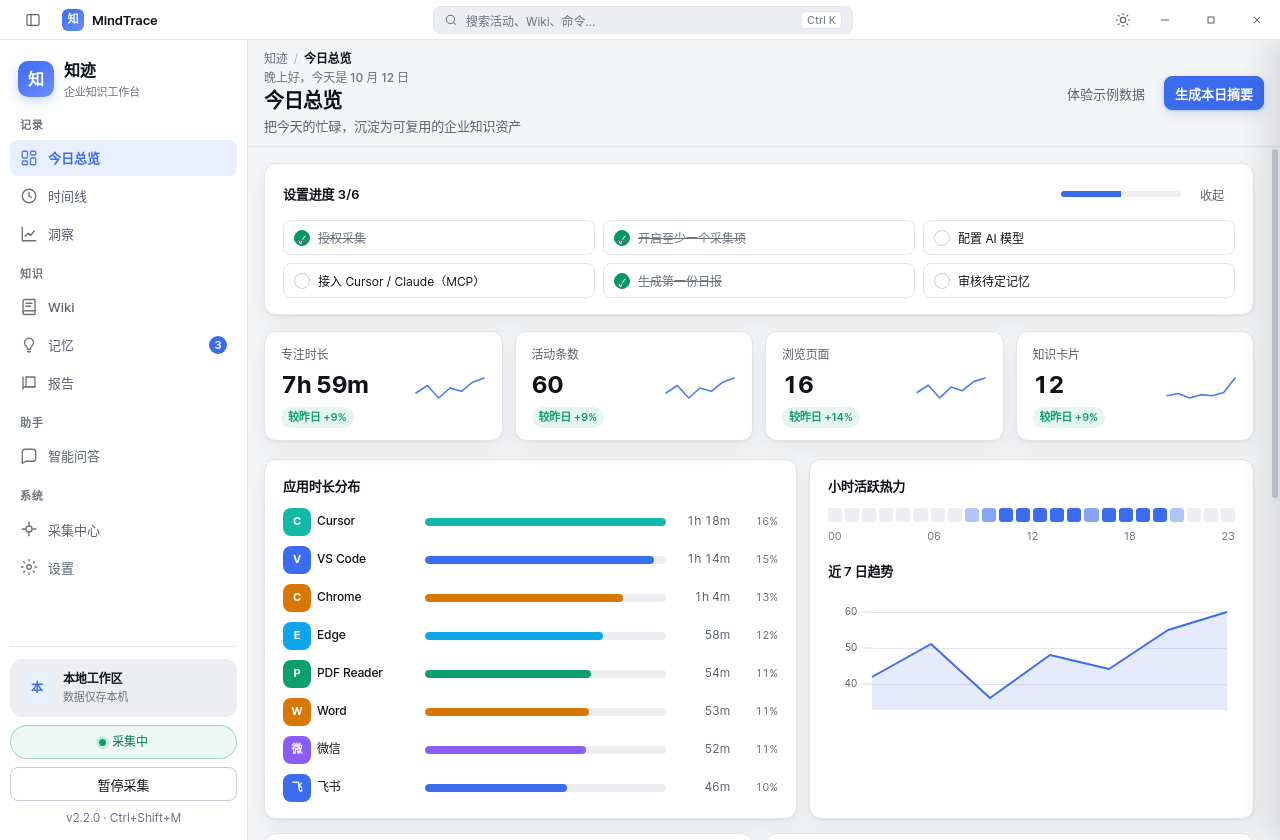 知 MindTrace
搜索活动、Wiki、命令... Ctrl K
知 知迹
企业知识工作台
记录
今日总览
时间线
洞察
知识
Wiki
记忆 3
报告
助手
智能问答
系统
采集中心
设置
本 本地工作区
数据仅存本机
采集中
暂停采集
v2.2.0 · Ctrl+Shift+M
知迹 / 今日总览
晚上好，今天是 10 月 12 日
今日总览
把今天的忙碌，沉淀为可复用的企业知识资产
体验示例数据 生成本日摘要
设置进度 3/6 收起
授权采集 开启至少一个采集项 配置 AI 模型
接入 Cursor / Claude（MCP） 生成第一份日报 审核待定记忆
专注时长
7h 59m
较昨日 +9%
活动条数
60
较昨日 +9%
浏览页面
16
较昨日 +14%
知识卡片
12
较昨日 +9%
应用时长分布
C Cursor 1h 18m 16%
V VS Code 1h 14m 15%
C Chrome 1h 4m 13%
E Edge 58m 12%
P PDF Reader 54m 11%
W Word 53m 11%
微 微信 52m 11%
飞 飞书 46m 10%
小时活跃热力
00 06 12 18 23
近 7 日趋势
60
50
40